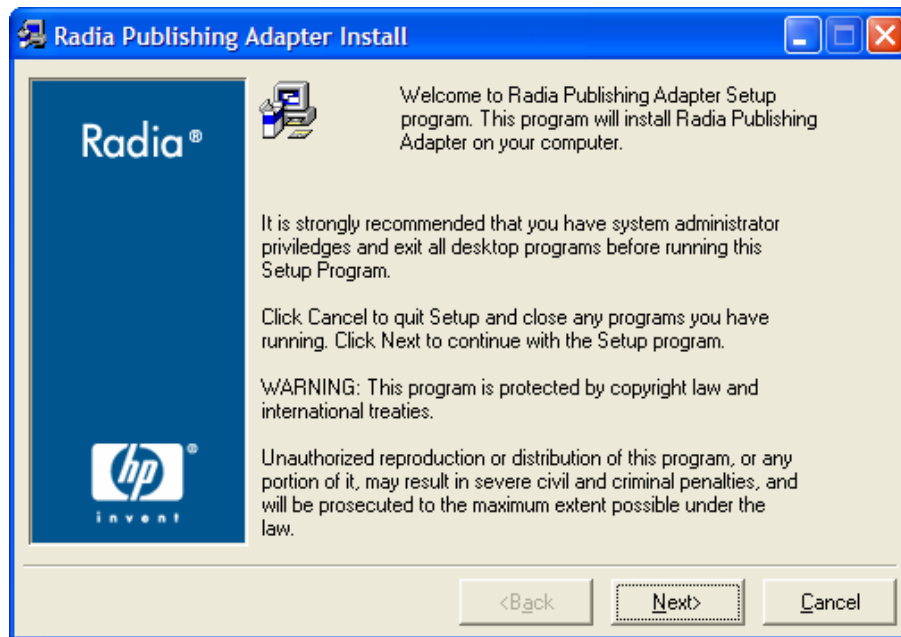 Radia Publishing Adapter Install
Radia®
Welcome to Radia Publishing Adapter Setup
program. This program will install Radia Publishing
Adapter on your computer.
It is strongly recommended that you have system administrator
priviledges and exit all desktop programs before running this
Setup Program.
Click Cancel to quit Setup and close any programs you have
running. Click Next to continue with the Setup program.
WARNING: This program is protected by copyright law and
international treaties.
Unauthorized reproduction or distribution of this program, or any
portion of it, may result in severe civil and criminal penalties, and
will be prosecuted to the maximum extent possible under the
law.
hp®
invent
<Back
Next>
Cancel